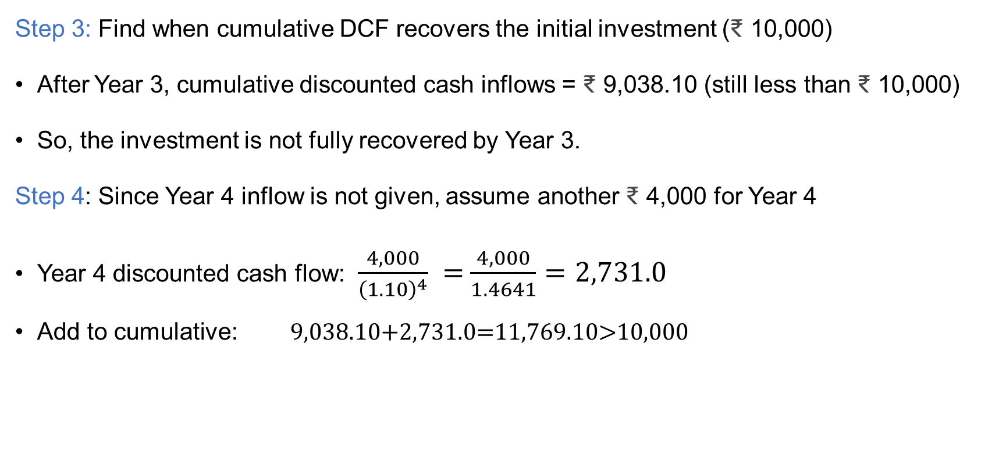 Step 3: Find when cumulative DCF recovers the initial investment (₹ 10,000)
• After Year 3, cumulative discounted cash inflows = ₹ 9,038.10 (still less than ₹ 10,000)
• So, the investment is not fully recovered by Year 3.
Step 4: Since Year 4 inflow is not given, assume another ₹ 4,000 for Year 4
• Year 4 discounted cash flow: 4,000/(1.10)⁴ = 4,000/1.4641 = 2,731.0
• Add to cumulative: 9,038.10+2,731.0=11,769.10>10,000